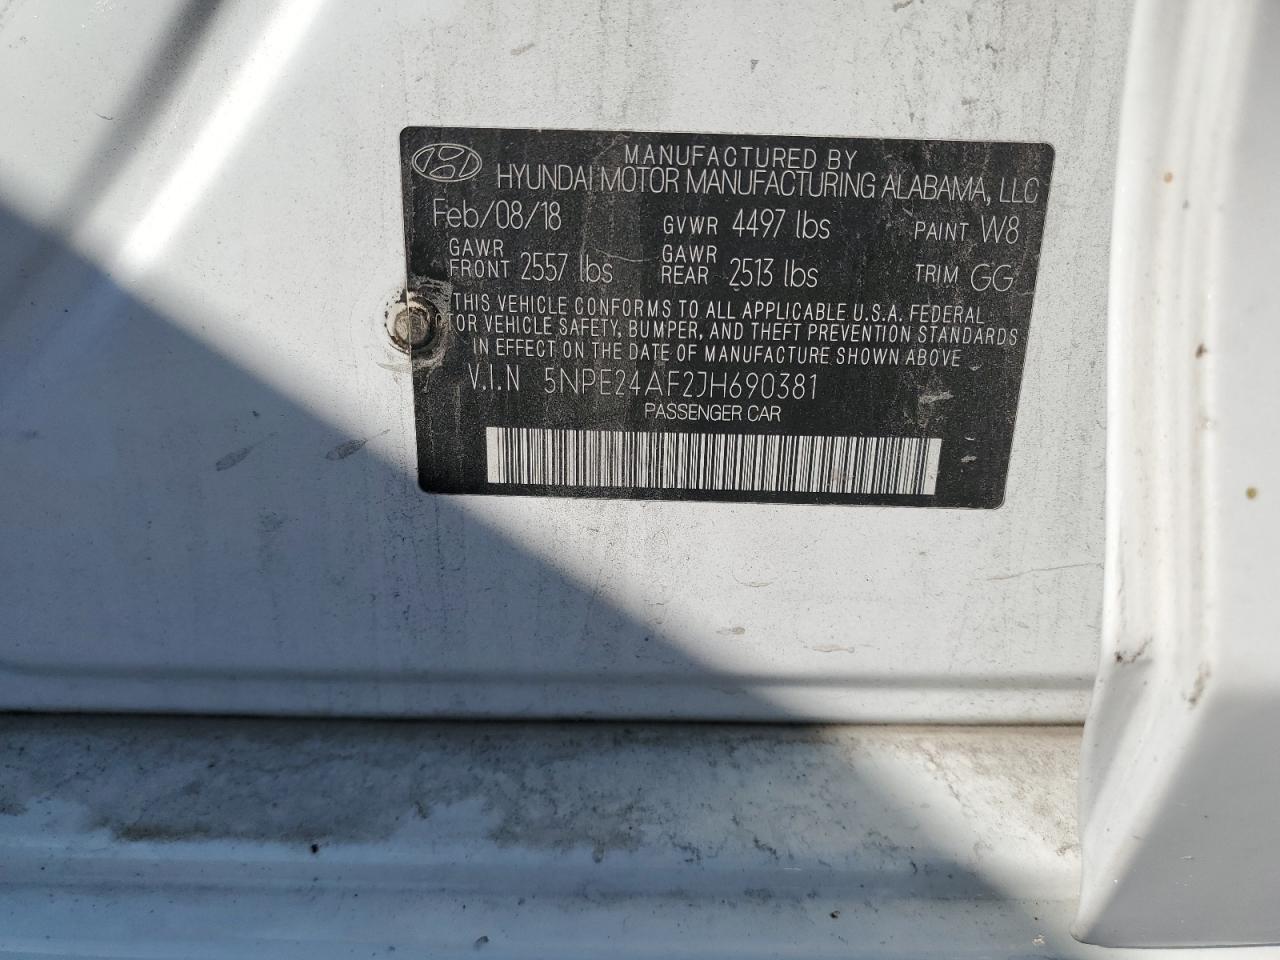 MANUFACTURED BY
HYUNDAI MOTOR MANUFACTURING ALABAMA, LLC
Feb/08/18 GVWR 4497 lbs PAINT W8
GAWR FRONT 2557 lbs GAWR REAR 2513 lbs TRIM GG
THIS VEHICLE CONFORMS TO ALL APPLICABLE U.S.A. FEDERAL
TOR VEHICLE SAFETY, BUMPER, AND THEFT PREVENTION STANDARDS
IN EFFECT ON THE DATE OF MANUFACTURE SHOWN ABOVE
V.I.N 5NPE24AF2JH690381
PASSENGER CAR